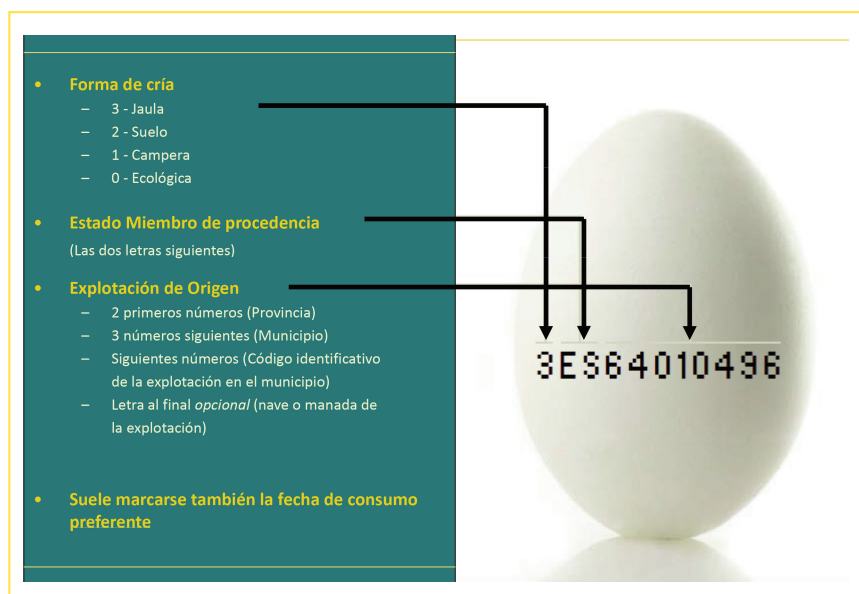 • Forma de cría
– 3 - Jaula
– 2 - Suelo
– 1 - Campera
– 0 - Ecológica
• Estado Miembro de procedencia
(Las dos letras siguientes)
• Explotación de Origen
– 2 primeros números (Provincia)
– 3 números siguientes (Municipio)
– Siguientes números (Código identificativo
de la explotación en el municipio)
– Letra al final opcional (nave o manada de
la explotación)
• Suele marcarse también la fecha de consumo
preferente
3ES64010496